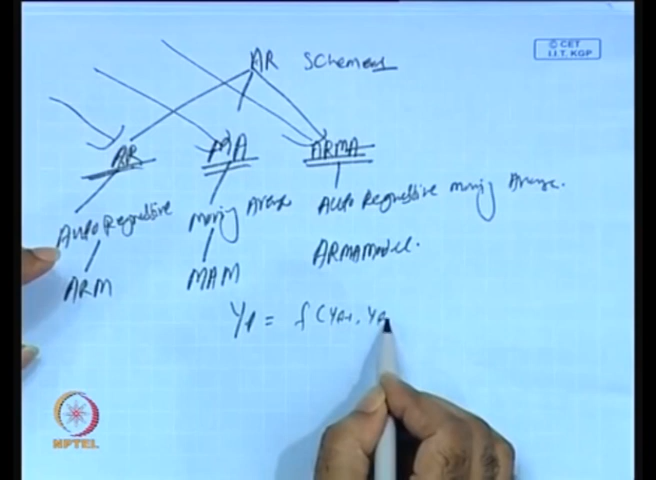 © CET
I.I.T. KGP
AR Schemes
AR MA ARMA
Auto Regressive Moving Average Auto Regressive moving Average.
ARM MAM ARMA Model.
Yt = f (Yt-1, Yt
NPTEL